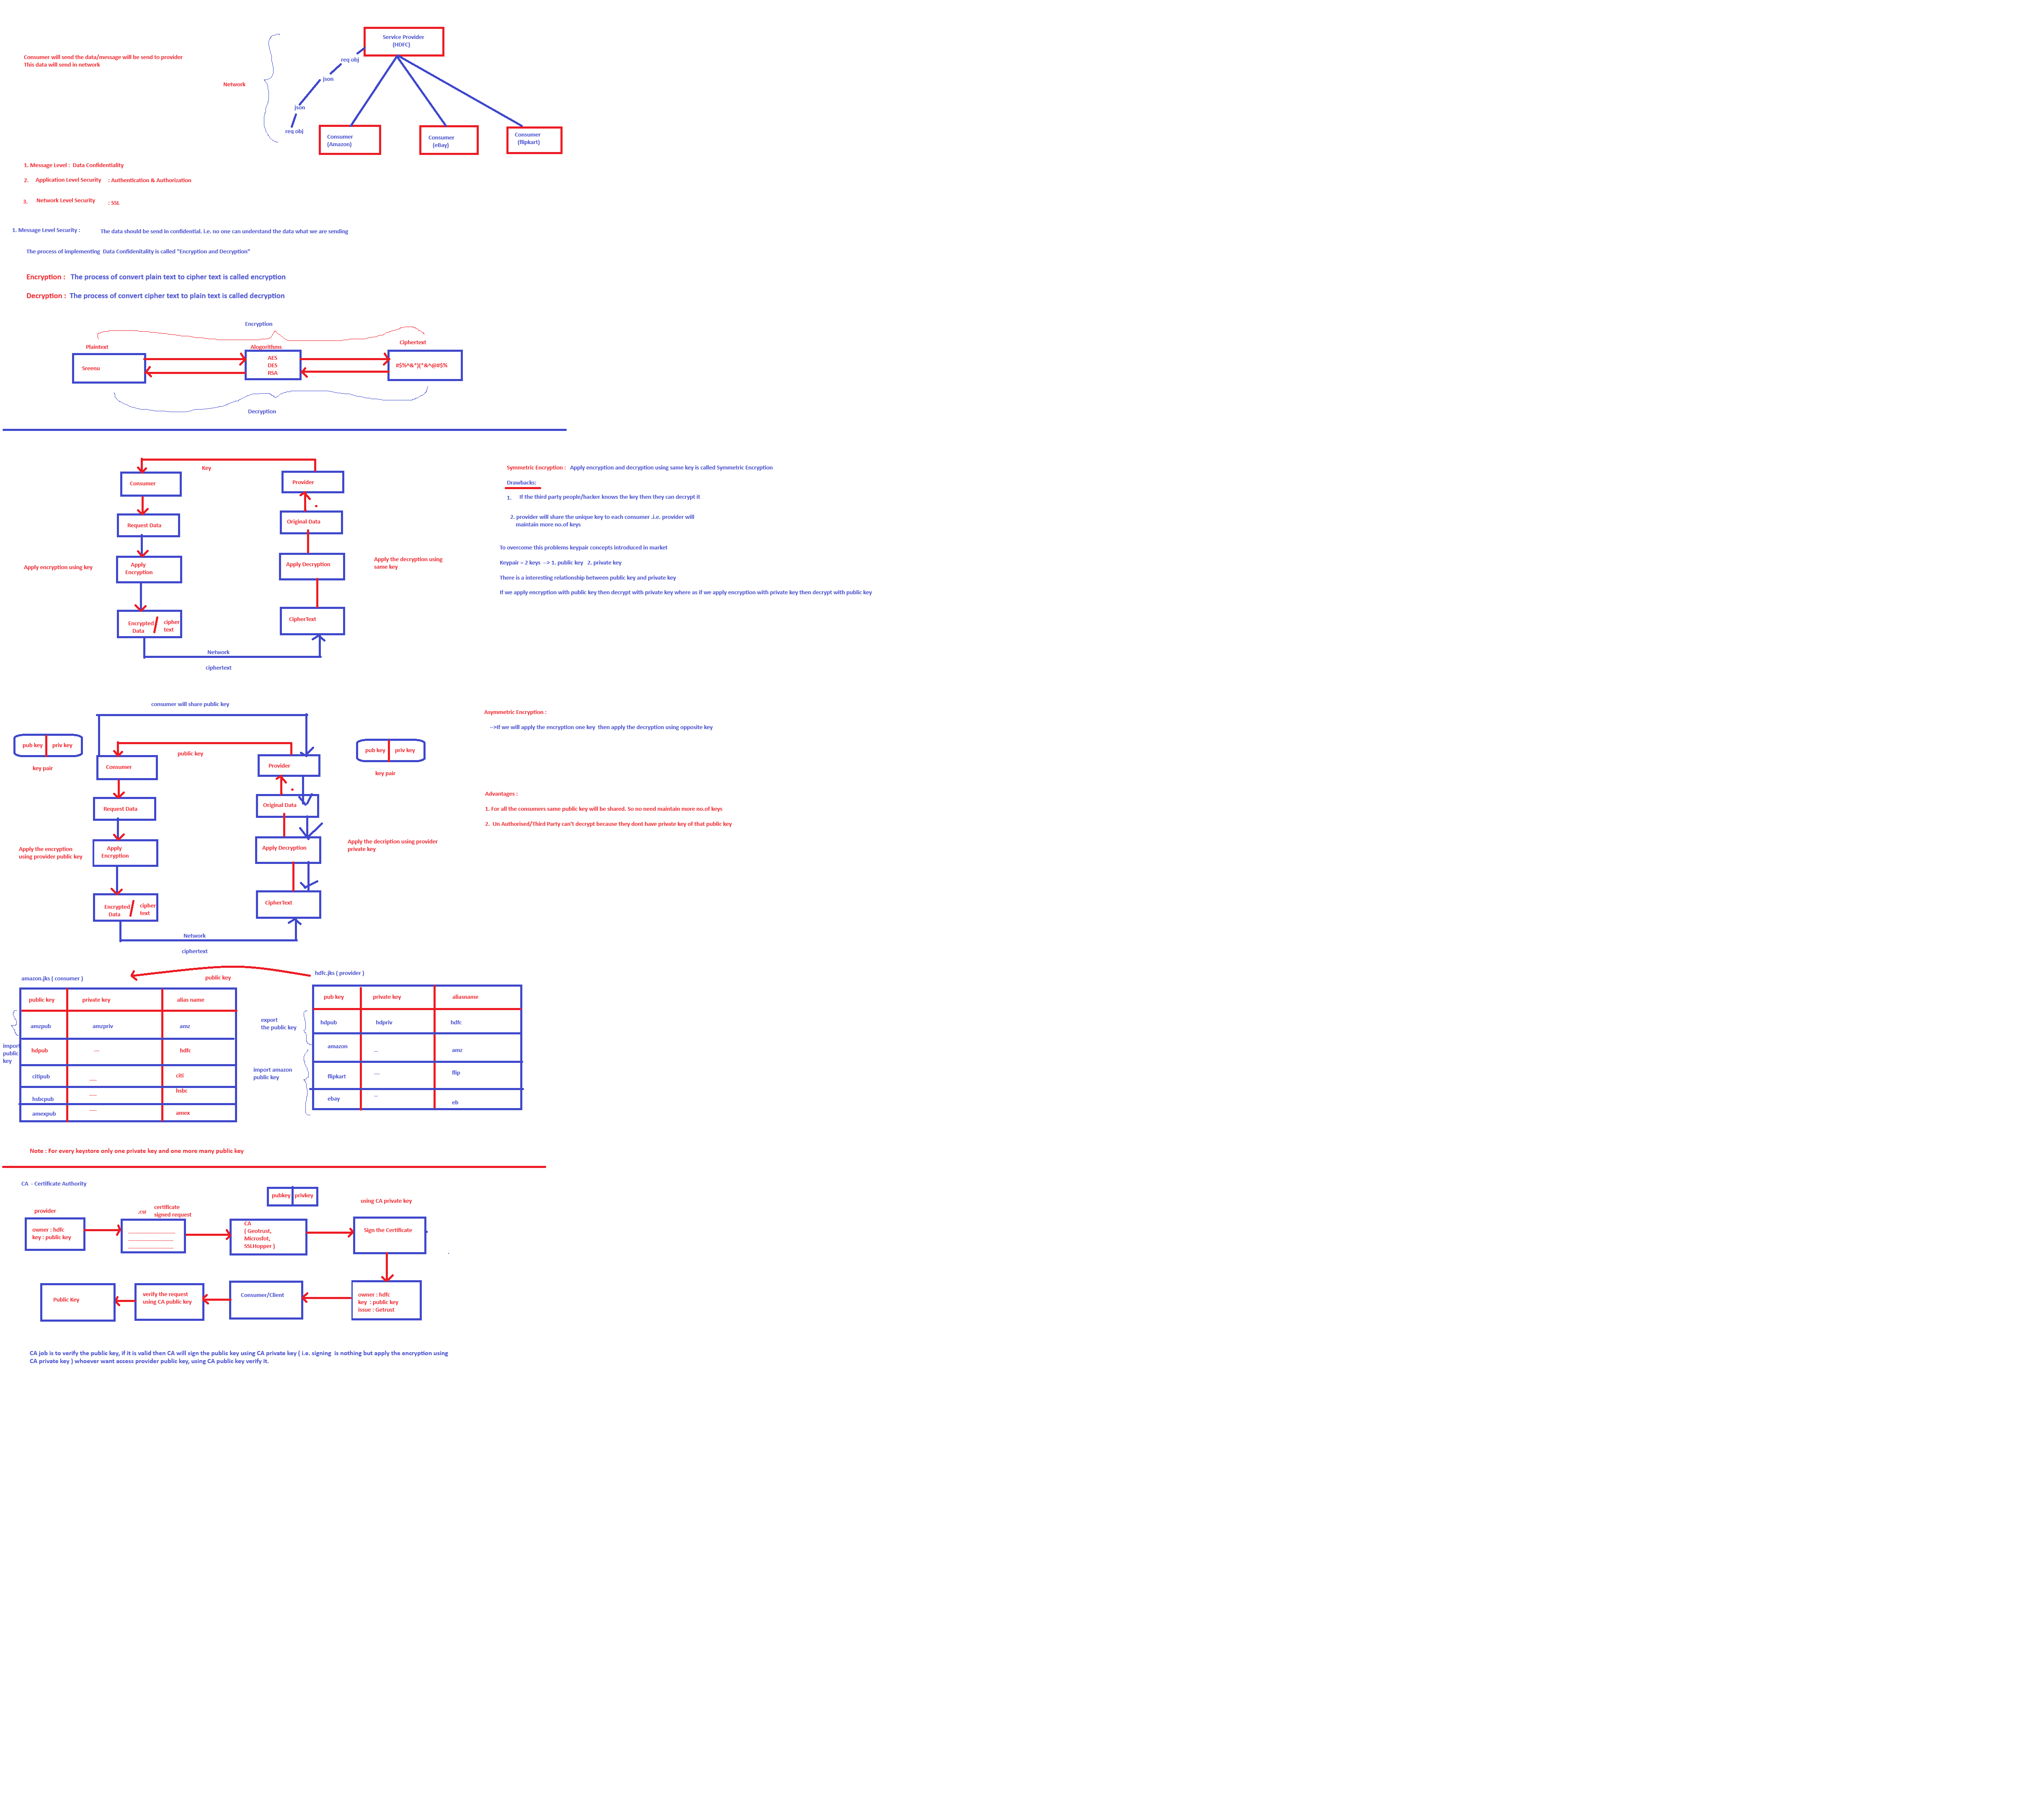 Service Provider
(HDFC)
Consumer will send the data/message will be send to provider
This data will send in network
req obj
json
Network
json
req obj
Consumer
(Amazon)
Consumer
(eBay)
Consumer
(flipkart)
1. Message Level : Data Confidentiality
2. Application Level Security : Authentication & Authorization
3. Network Level Security : SSL
1. Message Level Security : The data should be send in confidential. i.e. no one can understand the data what we are sending
The process of implementing Data Confidenitality is called "Encryption and Decryption"
Encryption : The process of convert plain text to cipher text is called encryption
Decryption : The process of convert cipher text to plain text is called decryption
Encryption
Plaintext
Alogorithms
Ciphertext
Sreenu
AES
DES
RSA
#$%^&*)(*&^@#$%
Decryption
Key
Consumer
Provider
Request Data
Original Data
Apply encryption using key
Apply
Encryption
Apply Decryption
Apply the decryption using
same key
Encrypted
Data
cipher
text
CipherText
Network
ciphertext
Symmetric Encryption : Apply encryption and decryption using same key is called Symmetric Encryption
Drawbacks:
1. If the third party people/hacker knows the key then they can decrypt it
2. provider will share the unique key to each consumer .i.e. provider will
maintain more no.of keys
To overcome this problems keypair concepts introduced in market
Keypair = 2 keys --> 1. public key 2. private key
There is a interesting relationship between public key and private key
If we apply encryption with public key then decrypt with private key where as if we apply encryption with private key then decrypt with public key
consumer will share public key
pub key priv key
key pair
public key
pub key priv key
key pair
Consumer
Provider
Request Data
Original Data
Apply the encryption
using provider public key
Apply
Encryption
Apply Decryption
Apply the decription using provider
private key
Encrypted
Data
cipher
text
CipherText
Network
ciphertext
Asymmetric Encryption :
-->If we will apply the encryption one key then apply the decryption using opposite key
Advantages :
1. For all the consumers same public key will be shared. So no need maintain more no.of keys
2. Un Authorised/Third Party can't decrypt because they dont have private key of that public key
amazon.jks ( consumer )
public key
hdfc.jks ( provider )
public key private key alias name
amzpub amzpriv amz
import
public
key
hdpub --- hdfc
citipub ---- citi
hsbcpub ---- hsbc
amexpub ---- amex
pub key private key aliasname
export
the public key
hdpub hdpriv hdfc
amazon -- amz
import amazon
public key
flipkart --- flip
ebay -- eb
Note : For every keystore only one private key and one more many public key
CA - Certificate Authority
pubkey privkey
using CA private key
provider
.csr certificate
signed request
owner : hdfc
key : public key
CA
( Geotrust,
Microsfot,
SSLHopper )
Sign the Certificate
Public Key
verify the request
using CA public key
Consumer/Client
owner : hdfc
key : public key
issue : Getrust
CA job is to verify the public key, if it is valid then CA will sign the public key using CA private key ( i.e. signing is nothing but apply the encryption using
CA private key ) whoever want access provider public key, using CA public key verify it.